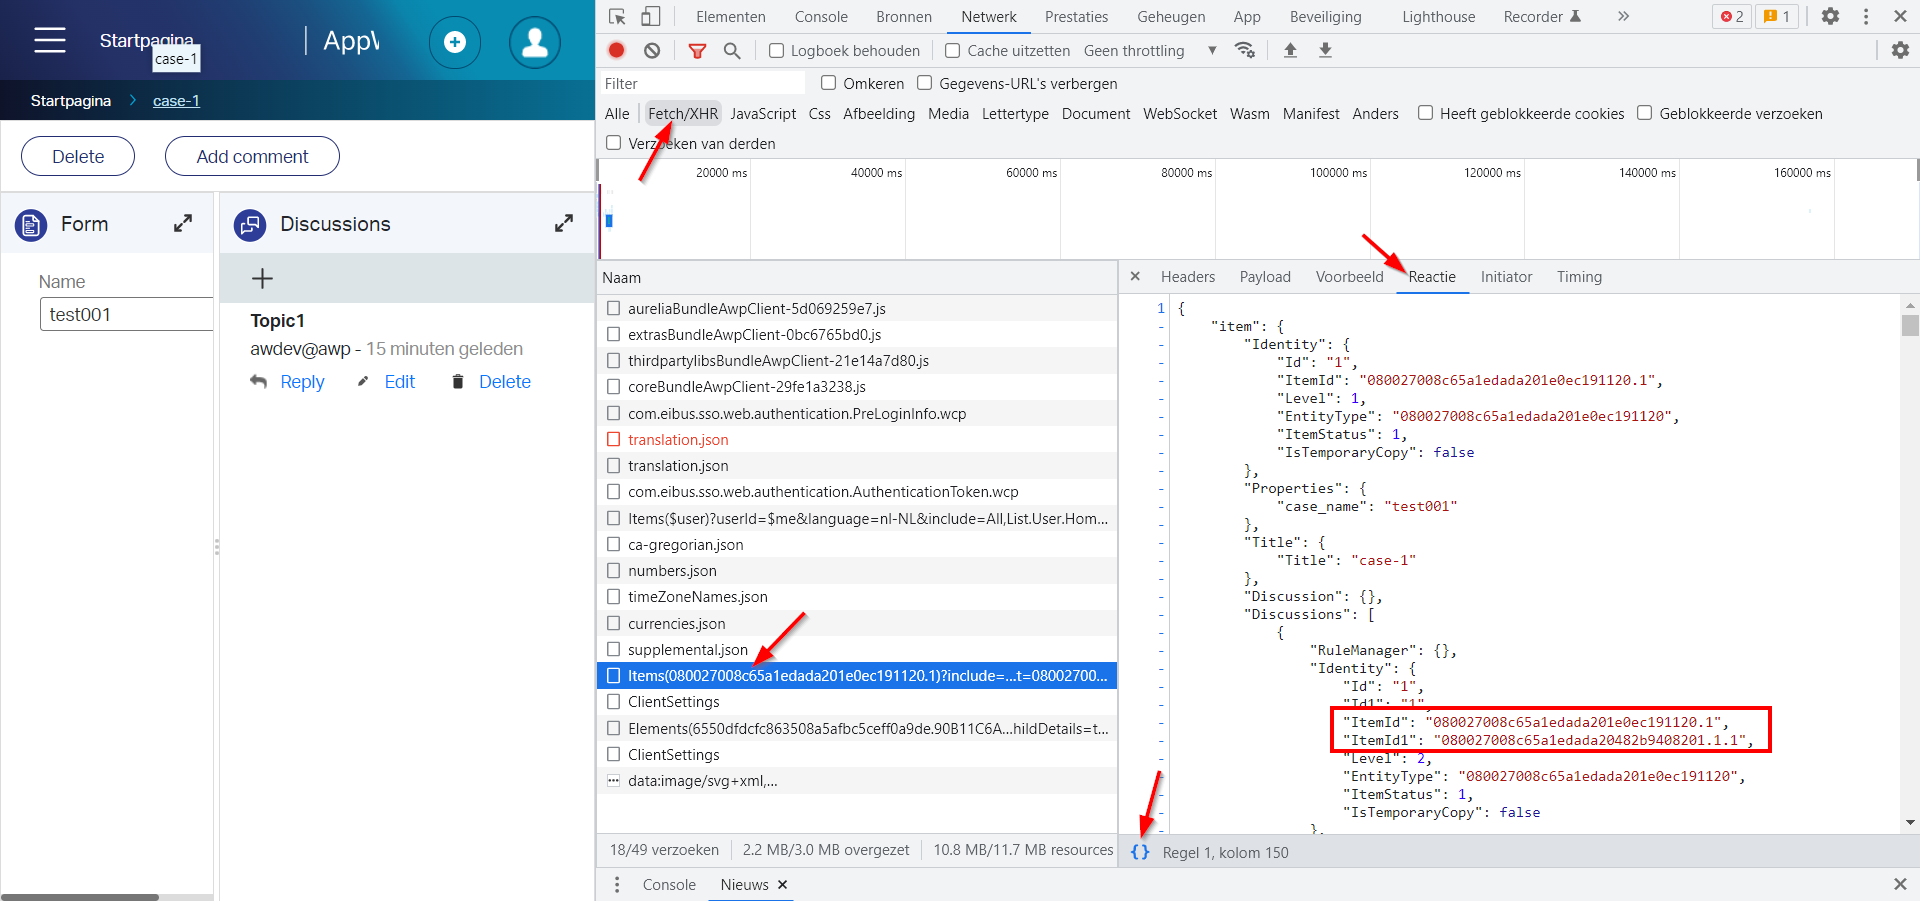 Startpagina
AppW
case-1
Startpagina
case-1
Delete
Add comment
Form
Discussions
Name
test001
Topic1
awdev@awp - 15 minuten geleden
Reply
Edit
Delete
Elementen
Console
Bronnen
Netwerk
Prestaties
Geheugen
App
Beveiliging
Lighthouse
Recorder
2
1
Logboek behouden
Cache uitzetten
Geen throttling
Filter
Omkeren
Gegevens-URL's verbergen
Alle
Fetch/XHR
JavaScript
Css
Afbeelding
Media
Lettertype
Document
WebSocket
Wasm
Manifest
Anders
Heeft geblokkeerde cookies
Geblokkeerde verzoeken
Verzoeken van derden
20000 ms
40000 ms
60000 ms
80000 ms
100000 ms
120000 ms
140000 ms
160000 ms
Naam
aureliaBundleAwpClient-5d069259e7.js
extrasBundleAwpClient-0bc6765bd0.js
thirdpartylibsBundleAwpClient-21e14a7d80.js
coreBundleAwpClient-29fe1a3238.js
com.eibus.sso.web.authentication.PreLoginInfo.wcp
translation.json
translation.json
com.eibus.sso.web.authentication.AuthenticationToken.wcp
Items($user)?userId=$me&language=nl-NL&include=All,List.User.Hom...
ca-gregorian.json
numbers.json
timeZoneNames.json
currencies.json
supplemental.json
Items(080027008c65a1edada201e0ec191120.1)?include=...t=08002700...
ClientSettings
Elements(6550dfdcfc863508a5afbc5ceff0a9de.90B11C6A...hildDetails=t...
ClientSettings
data:image/svg+xml,...
18/49 verzoeken
2.2 MB/3.0 MB overgezet
10.8 MB/11.7 MB resources
Headers
Payload
Voorbeeld
Reactie
Initiator
Timing
1 {
"item": {
"Identity": {
"Id": "1",
"ItemId": "080027008c65a1edada201e0ec191120.1",
"Level": 1,
"EntityType": "080027008c65a1edada201e0ec191120",
"ItemStatus": 1,
"IsTemporaryCopy": false
},
"Properties": {
"case_name": "test001"
},
"Title": {
"Title": "case-1"
},
"Discussion": {},
"Discussions": [
{
"RuleManager": {},
"Identity": {
"Id": "1",
"Id1": "1",
"ItemId": "080027008c65a1edada201e0ec191120.1",
"ItemId1": "080027008c65a1edada20482b9408201.1.1",
"Level": 2,
"EntityType": "080027008c65a1edada201e0ec191120",
"ItemStatus": 1,
"IsTemporaryCopy": false
},
{} Regel 1, kolom 150
Console
Nieuws